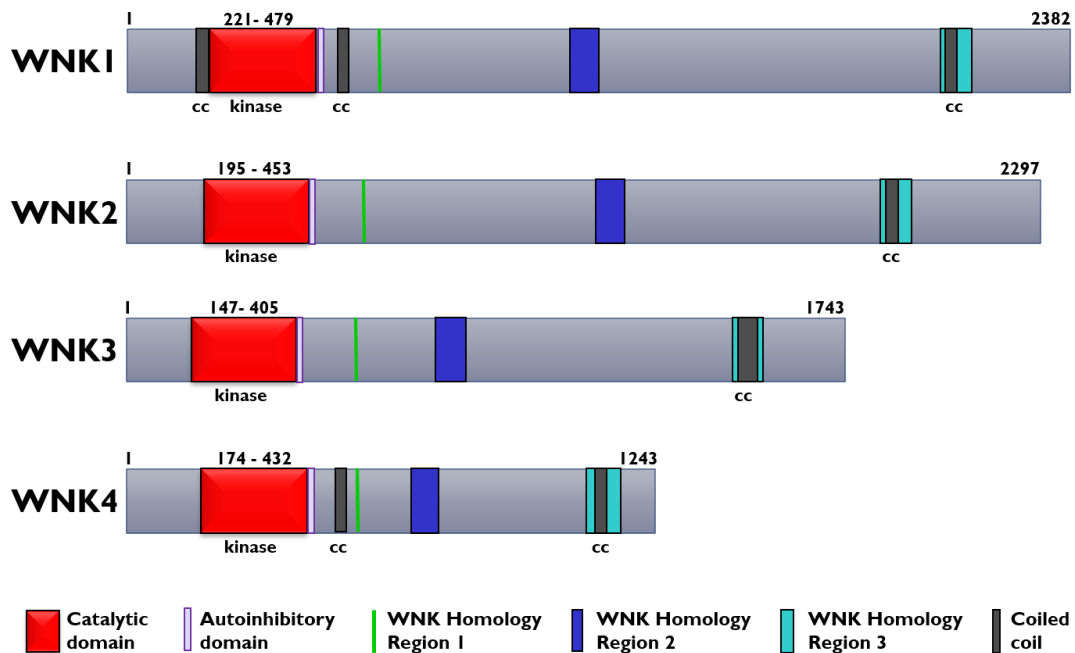 1 221- 479 2382
WNK1
cc kinase cc cc
1 195 - 453 2297
WNK2
kinase cc
1 147- 405 1743
WNK3
kinase cc
1 174 - 432 1243
WNK4
kinase cc cc
Catalytic domain
Autoinhibitory domain
WNK Homology Region 1
WNK Homology Region 2
WNK Homology Region 3
Coiled coil